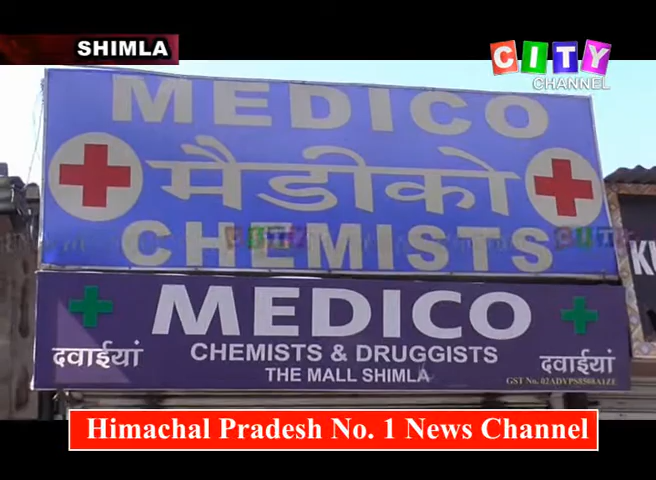 SHIMLA
CITY
CHANNEL
MEDICO
मैडीको
CHEMISTS
MEDICO
दवाईयां
CHEMISTS & DRUGGISTS
दवाईयां
THE MALL SHIMLA
Himachal Pradesh No. 1 News Channel